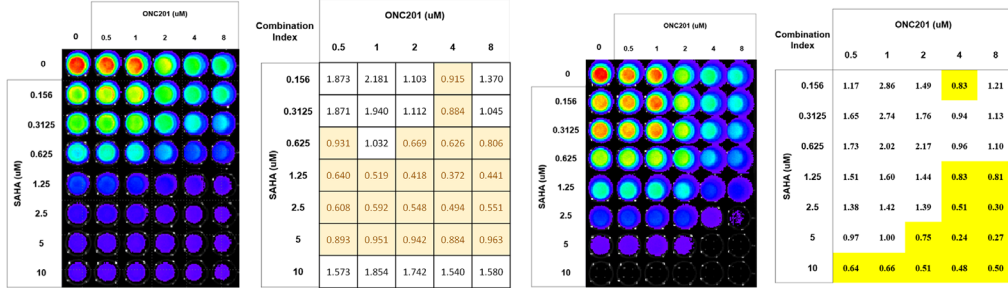 ONC201 (uM)
0 0.5 1 2 4 8
0
0.156
0.3125
0.625
1.25
2.5
5
10
SAHA (uM)
Combination Index
ONC201 (uM)
0.5 1 2 4 8
0.156 1.873 2.181 1.103 0.915 1.370
0.3125 1.871 1.940 1.112 0.884 1.045
0.625 0.931 1.032 0.669 0.626 0.806
1.25 0.640 0.519 0.418 0.372 0.441
2.5 0.608 0.592 0.548 0.494 0.551
5 0.893 0.951 0.942 0.884 0.963
10 1.573 1.854 1.742 1.540 1.580
SAHA (uM)
ONC201 (uM)
0 0.5 1 2 4 8
0
0.156
0.3125
0.625
1.25
2.5
5
10
SAHA (uM)
Combination Index
ONC201 (uM)
0.5 1 2 4 8
0.156 1.17 2.86 1.49 0.83 1.21
0.3125 1.65 2.74 1.76 0.94 1.13
0.625 1.73 2.02 2.17 0.96 1.10
1.25 1.51 1.60 1.44 0.83 0.81
2.5 1.38 1.42 1.39 0.51 0.30
5 0.97 1.00 0.75 0.24 0.27
10 0.64 0.66 0.51 0.48 0.50
SAHA (uM)